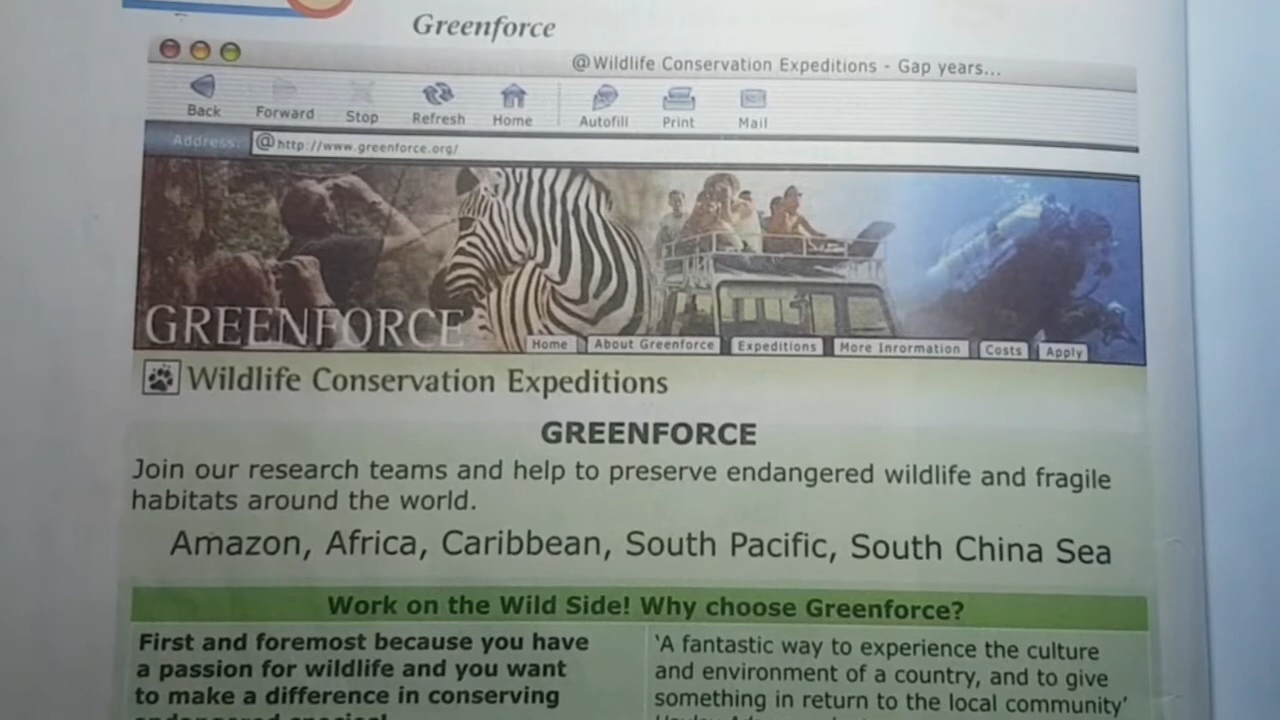 Greenforce
@Wildlife Conservation Expeditions - Gap years...
Back Forward Stop Refresh Home Autofill Print Mail
Address: @http://www.greenforce.org/
GREENFORCE
Home About Greenforce Expeditions More Inrormation Costs Apply
Wildlife Conservation Expeditions
GREENFORCE
Join our research teams and help to preserve endangered wildlife and fragile
habitats around the world.
Amazon, Africa, Caribbean, South Pacific, South China Sea
Work on the Wild Side! Why choose Greenforce?
First and foremost because you have
a passion for wildlife and you want
to make a difference in conserving
'A fantastic way to experience the culture
and environment of a country, and to give
something in return to the local community'